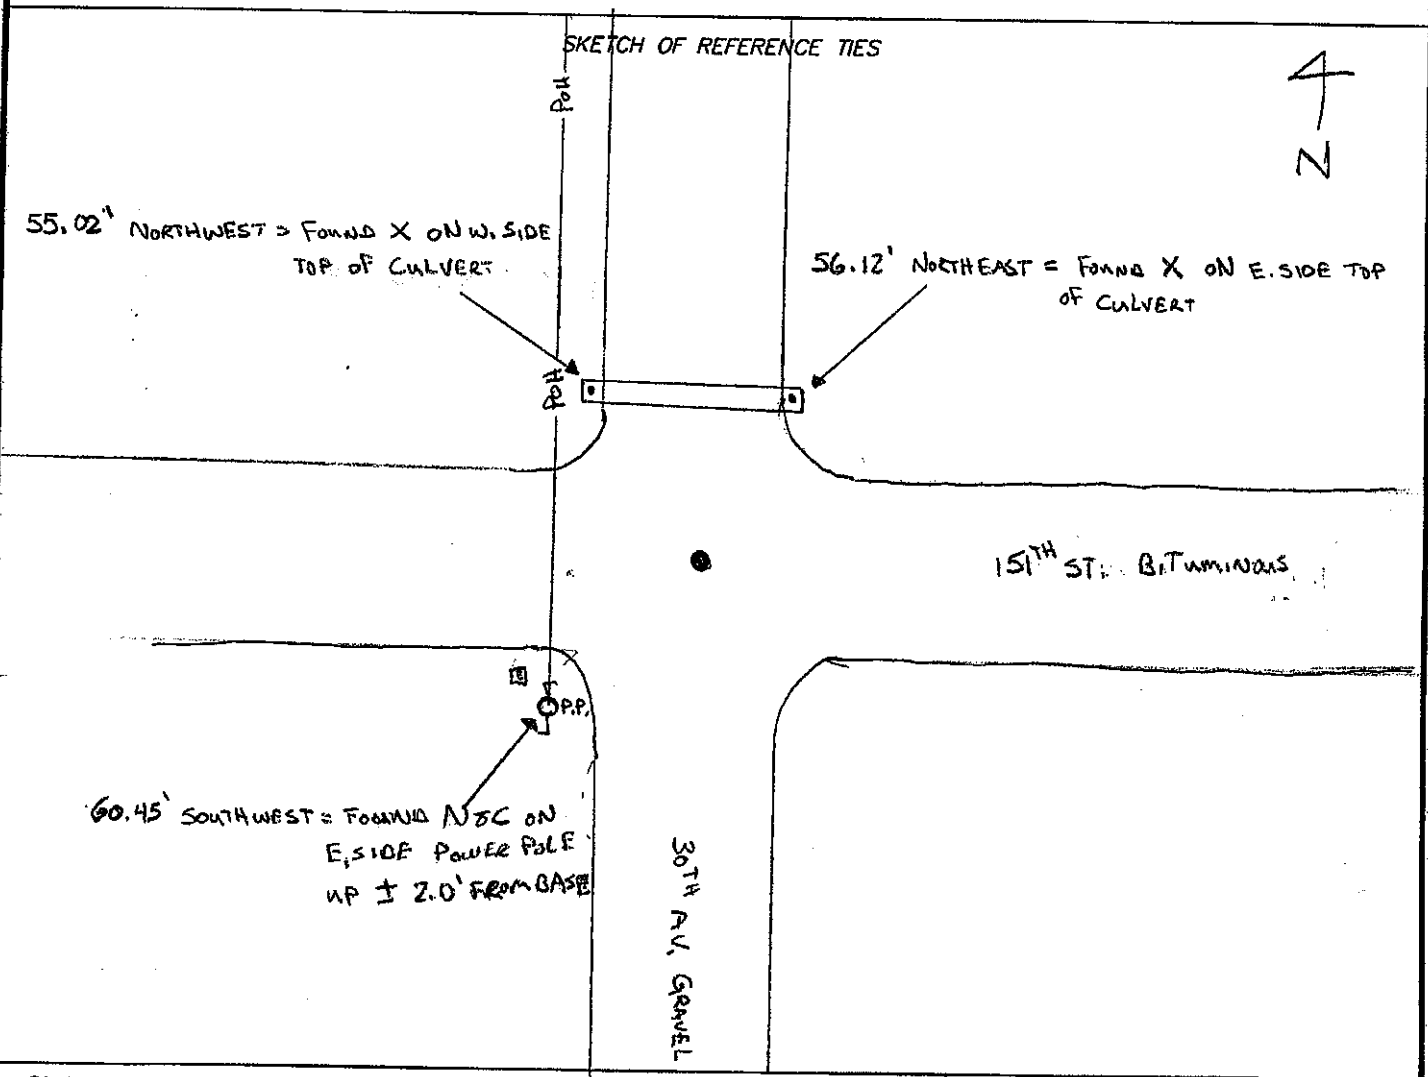 SKETCH OF REFERENCE TIES
N
POH
55.02' NORTHWEST = FOUND X ON W. SIDE
TOP OF CULVERT
56.12' NORTHEAST = FOUND X ON E. SIDE TOP
OF CULVERT
POH
151TH ST. BITUMINOUS
P.P.
60.45' SOUTHWEST = FOUND N&C ON
E. SIDE POWER POLE
UP ± 2.0' FROM BASE
30TH AV. GRAVEL